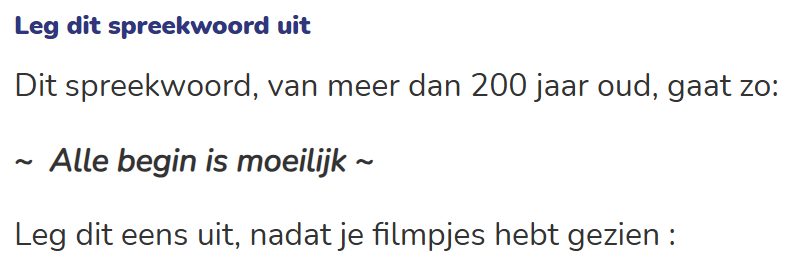 Leg dit spreekwoord uit
Dit spreekwoord, van meer dan 200 jaar oud, gaat zo:
~ Alle begin is moeilijk ~
Leg dit eens uit, nadat je filmpjes hebt gezien :